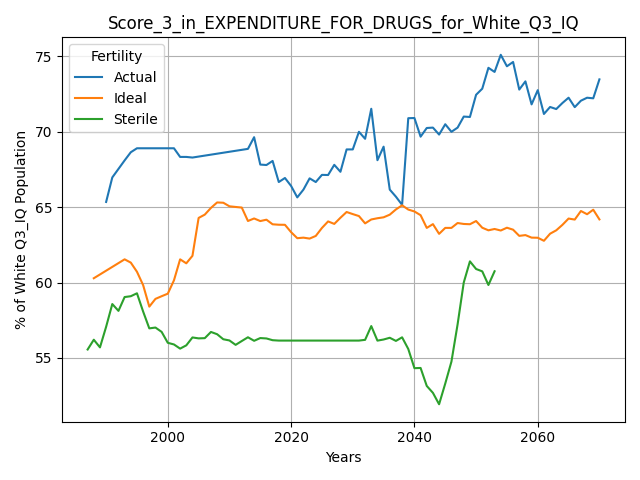 Score_3_in_EXPENDITURE_FOR_DRUGS_for_White_Q3_IQ
Fertility
Actual
Ideal
Sterile
% of White Q3_IQ Population
75
70
65
60
55
2000
2020
2040
2060
Years